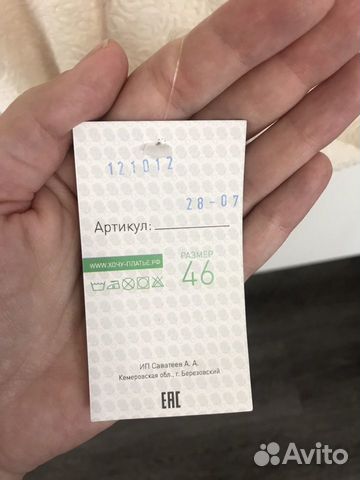 121012
28-07
Артикул:
WWW.ХОЧУ-ПЛАТЬЕ.РФ
РАЗМЕР
46
ИП Саватеев А. А.
Кемеровская обл., г. Березовский
EAC
Avito